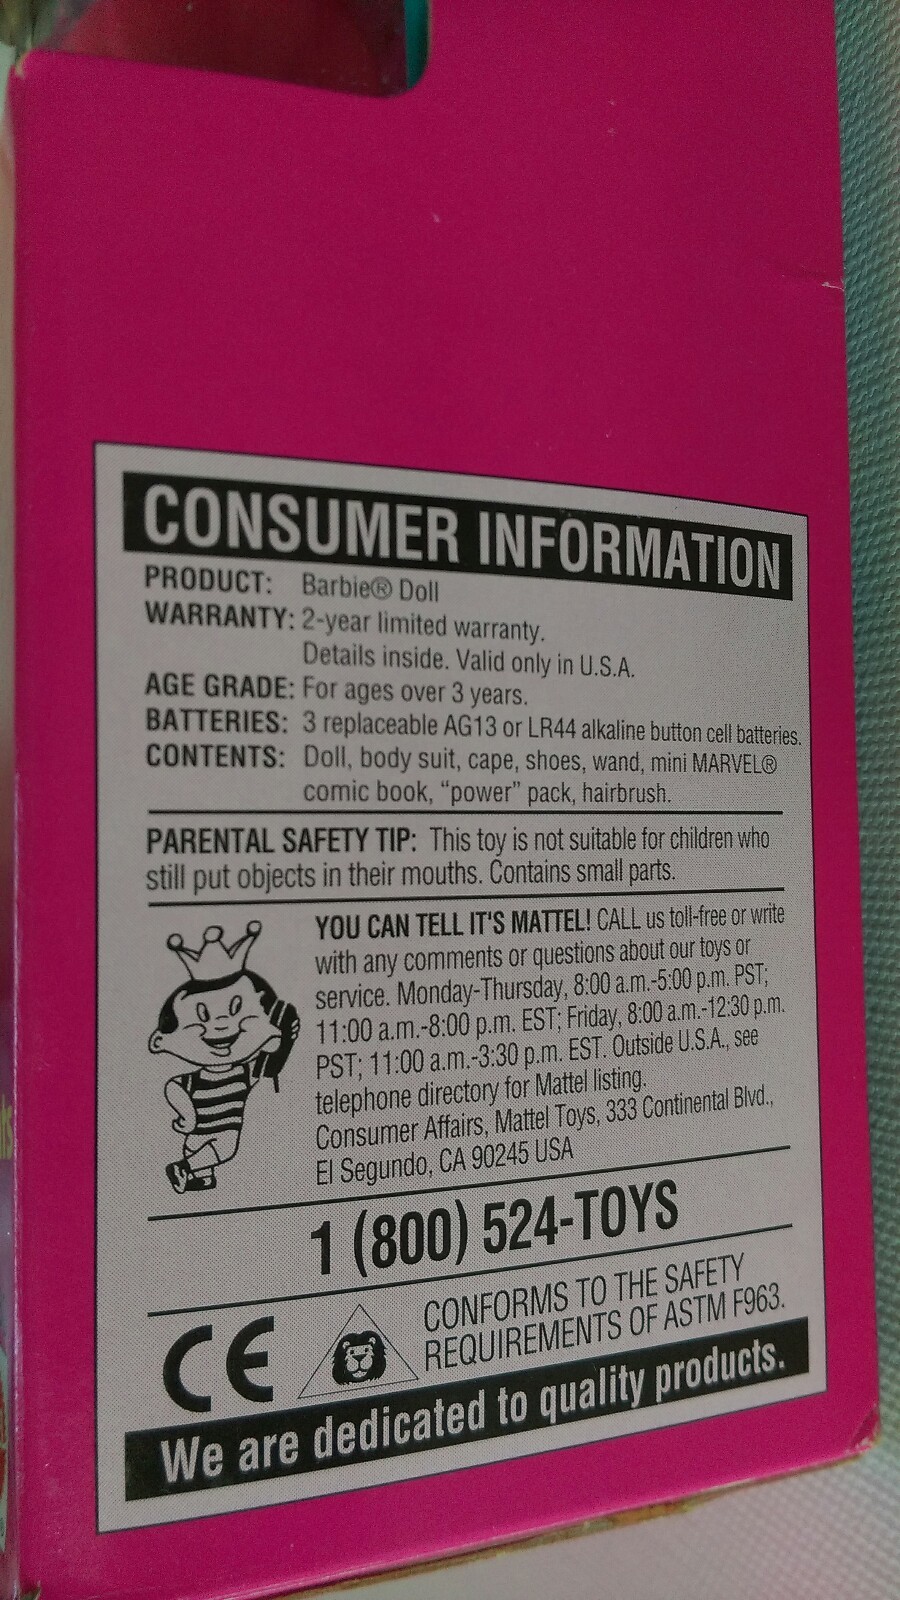 CONSUMER INFORMATION
PRODUCT: Barbie® Doll
WARRANTY: 2-year limited warranty.
Details inside. Valid only in U.S.A.
AGE GRADE: For ages over 3 years.
BATTERIES: 3 replaceable AG13 or LR44 alkaline button cell batteries.
CONTENTS: Doll, body suit, cape, shoes, wand, mini MARVEL®
comic book, "power" pack, hairbrush.
PARENTAL SAFETY TIP: This toy is not suitable for children who
still put objects in their mouths. Contains small parts.
YOU CAN TELL IT'S MATTEL! CALL us toll-free or write
with any comments or questions about our toys or
service. Monday-Thursday, 8:00 a.m.-5:00 p.m. PST;
11:00 a.m.-8:00 p.m. EST; Friday, 8:00 a.m.-12:30 p.m.
PST; 11:00 a.m.-3:30 p.m. EST. Outside U.S.A., see
telephone directory for Mattel listing.
Consumer Affairs, Mattel Toys, 333 Continental Blvd.,
El Segundo, CA 90245 USA
1 (800) 524-TOYS
CE
CONFORMS TO THE SAFETY
REQUIREMENTS OF ASTM F963.
We are dedicated to quality products.